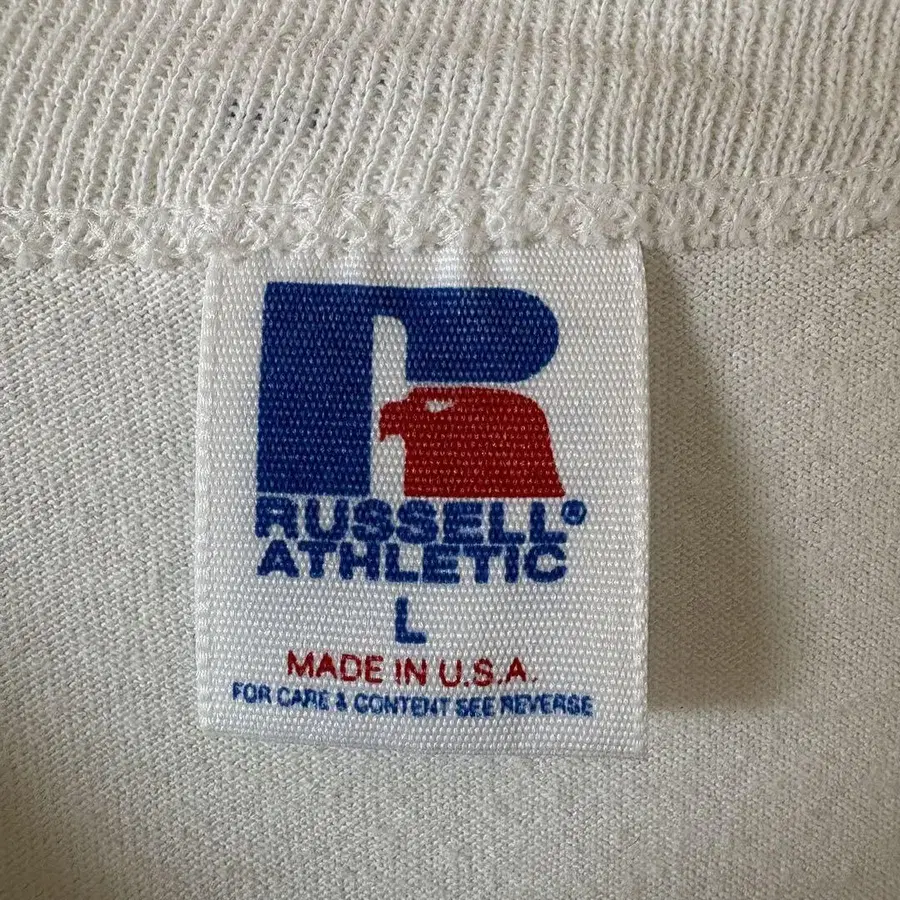 RUSSELL®
ATHLETIC
L
MADE IN U.S.A.
FOR CARE & CONTENT SEE REVERSE